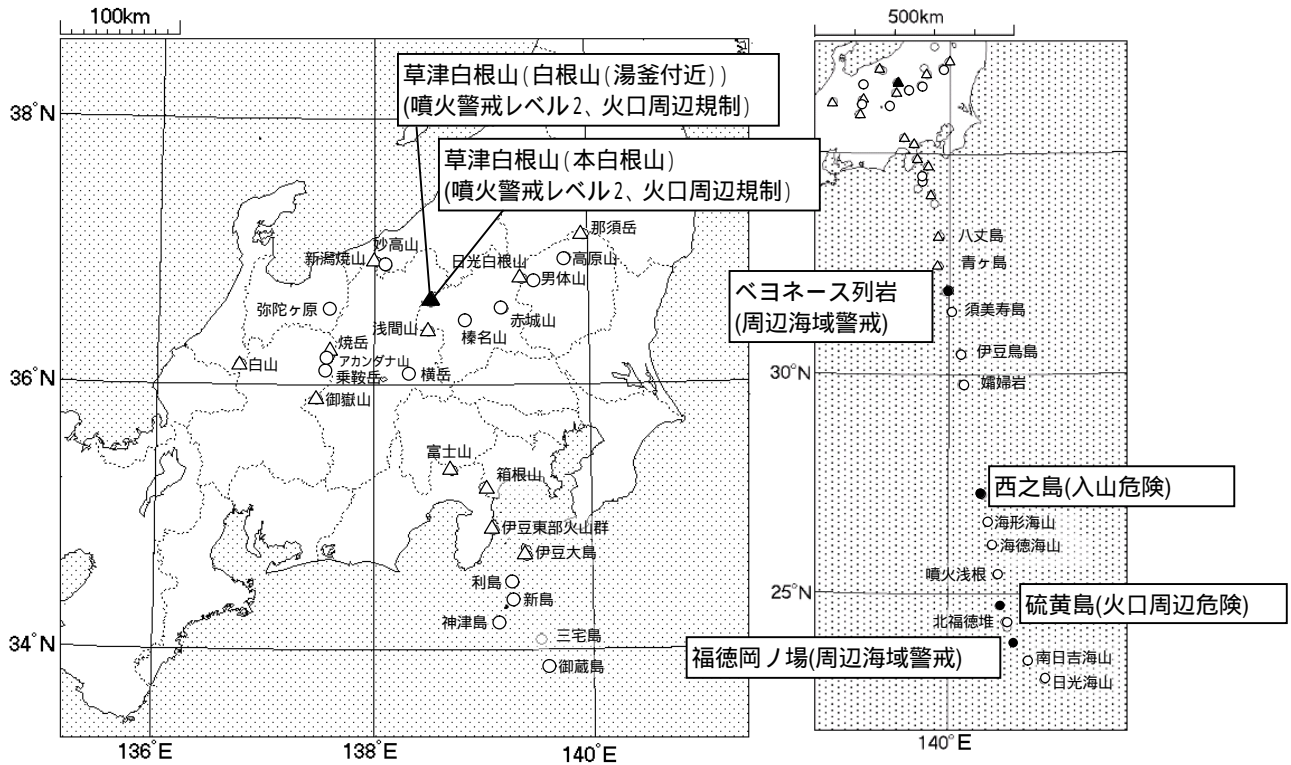 100km
500km
草津白根山(白根山(湯釜付近))
(噴火警戒レベル2、火口周辺規制)
草津白根山(本白根山)
(噴火警戒レベル2、火口周辺規制)
38°N
36°N
34°N
136°E
138°E
140°E
那須岳
妙高山
新潟焼山
日光白根山
高原山
男体山
弥陀ヶ原
浅間山
榛名山
赤城山
焼岳
アカンダナ山
白山
乗鞍岳
横岳
御嶽山
富士山
箱根山
伊豆東部火山群
伊豆大島
利島
新島
神津島
三宅島
御蔵島
八丈島
青ヶ島
ベヨネース列岩
(周辺海域警戒)
須美寿島
伊豆鳥島
30°N
孀婦岩
西之島(入山危険)
海形海山
海徳海山
噴火浅根
25°N
硫黄島(火口周辺危険)
北福徳堆
福徳岡ノ場(周辺海域警戒)
南日吉海山
日光海山
140°E